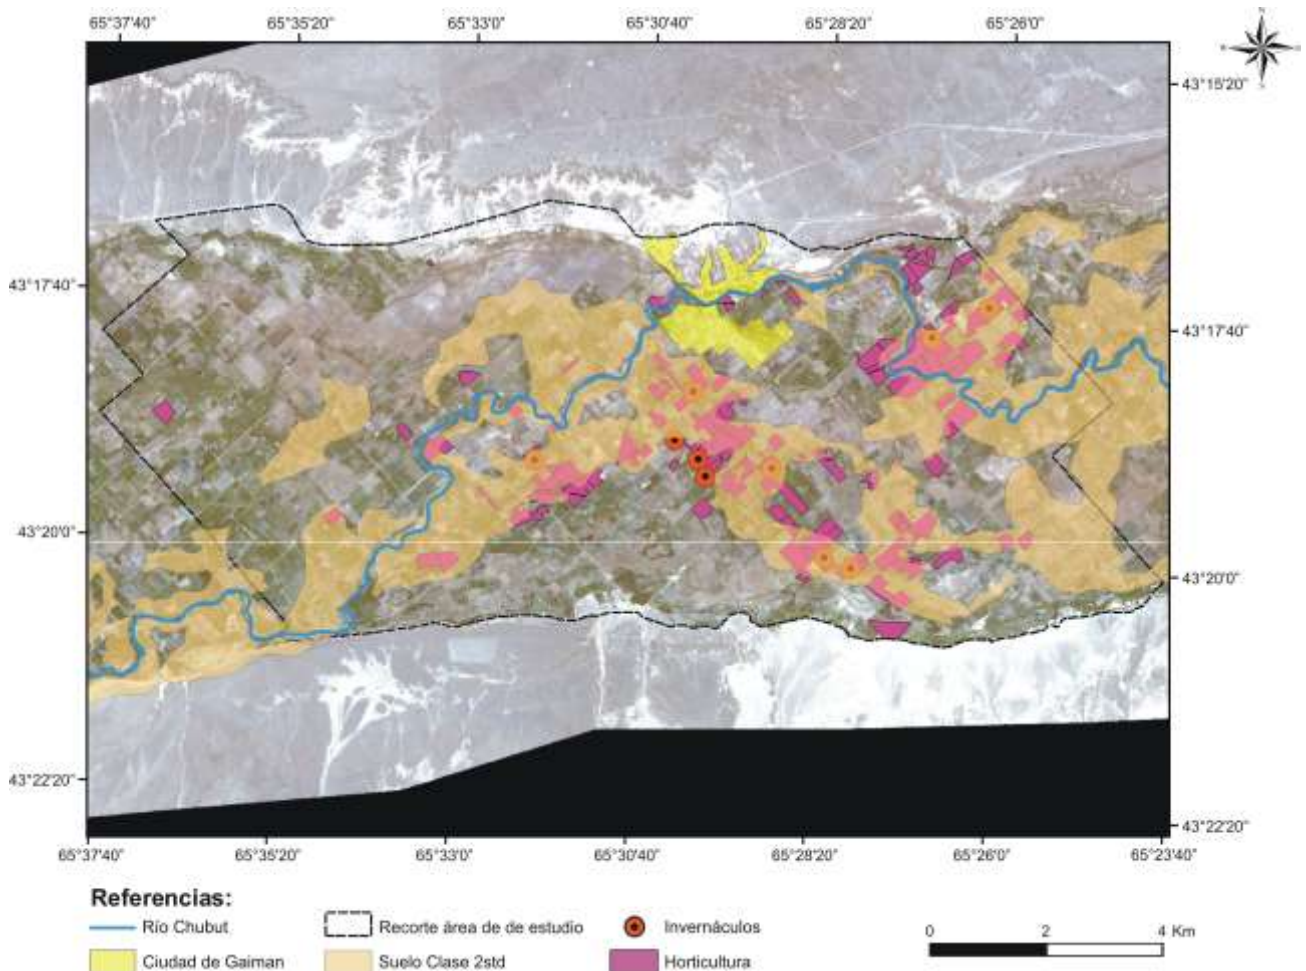 65°37'40" 65°35'20" 65°33'0" 65°30'40" 65°28'20" 65°26'0"
43°15'20"
43°17'40"
43°17'40"
43°20'0"
43°20'0"
43°22'20"
43°22'20"
65°37'40" 65°35'20" 65°33'0" 65°30'40" 65°28'20" 65°26'0" 65°23'40"
Referencias:
Río Chubut Recorte área de de estudio Invernáculos
Ciudad de Gaiman Suelo Clase 2std Horticultura
0 2 4 Km